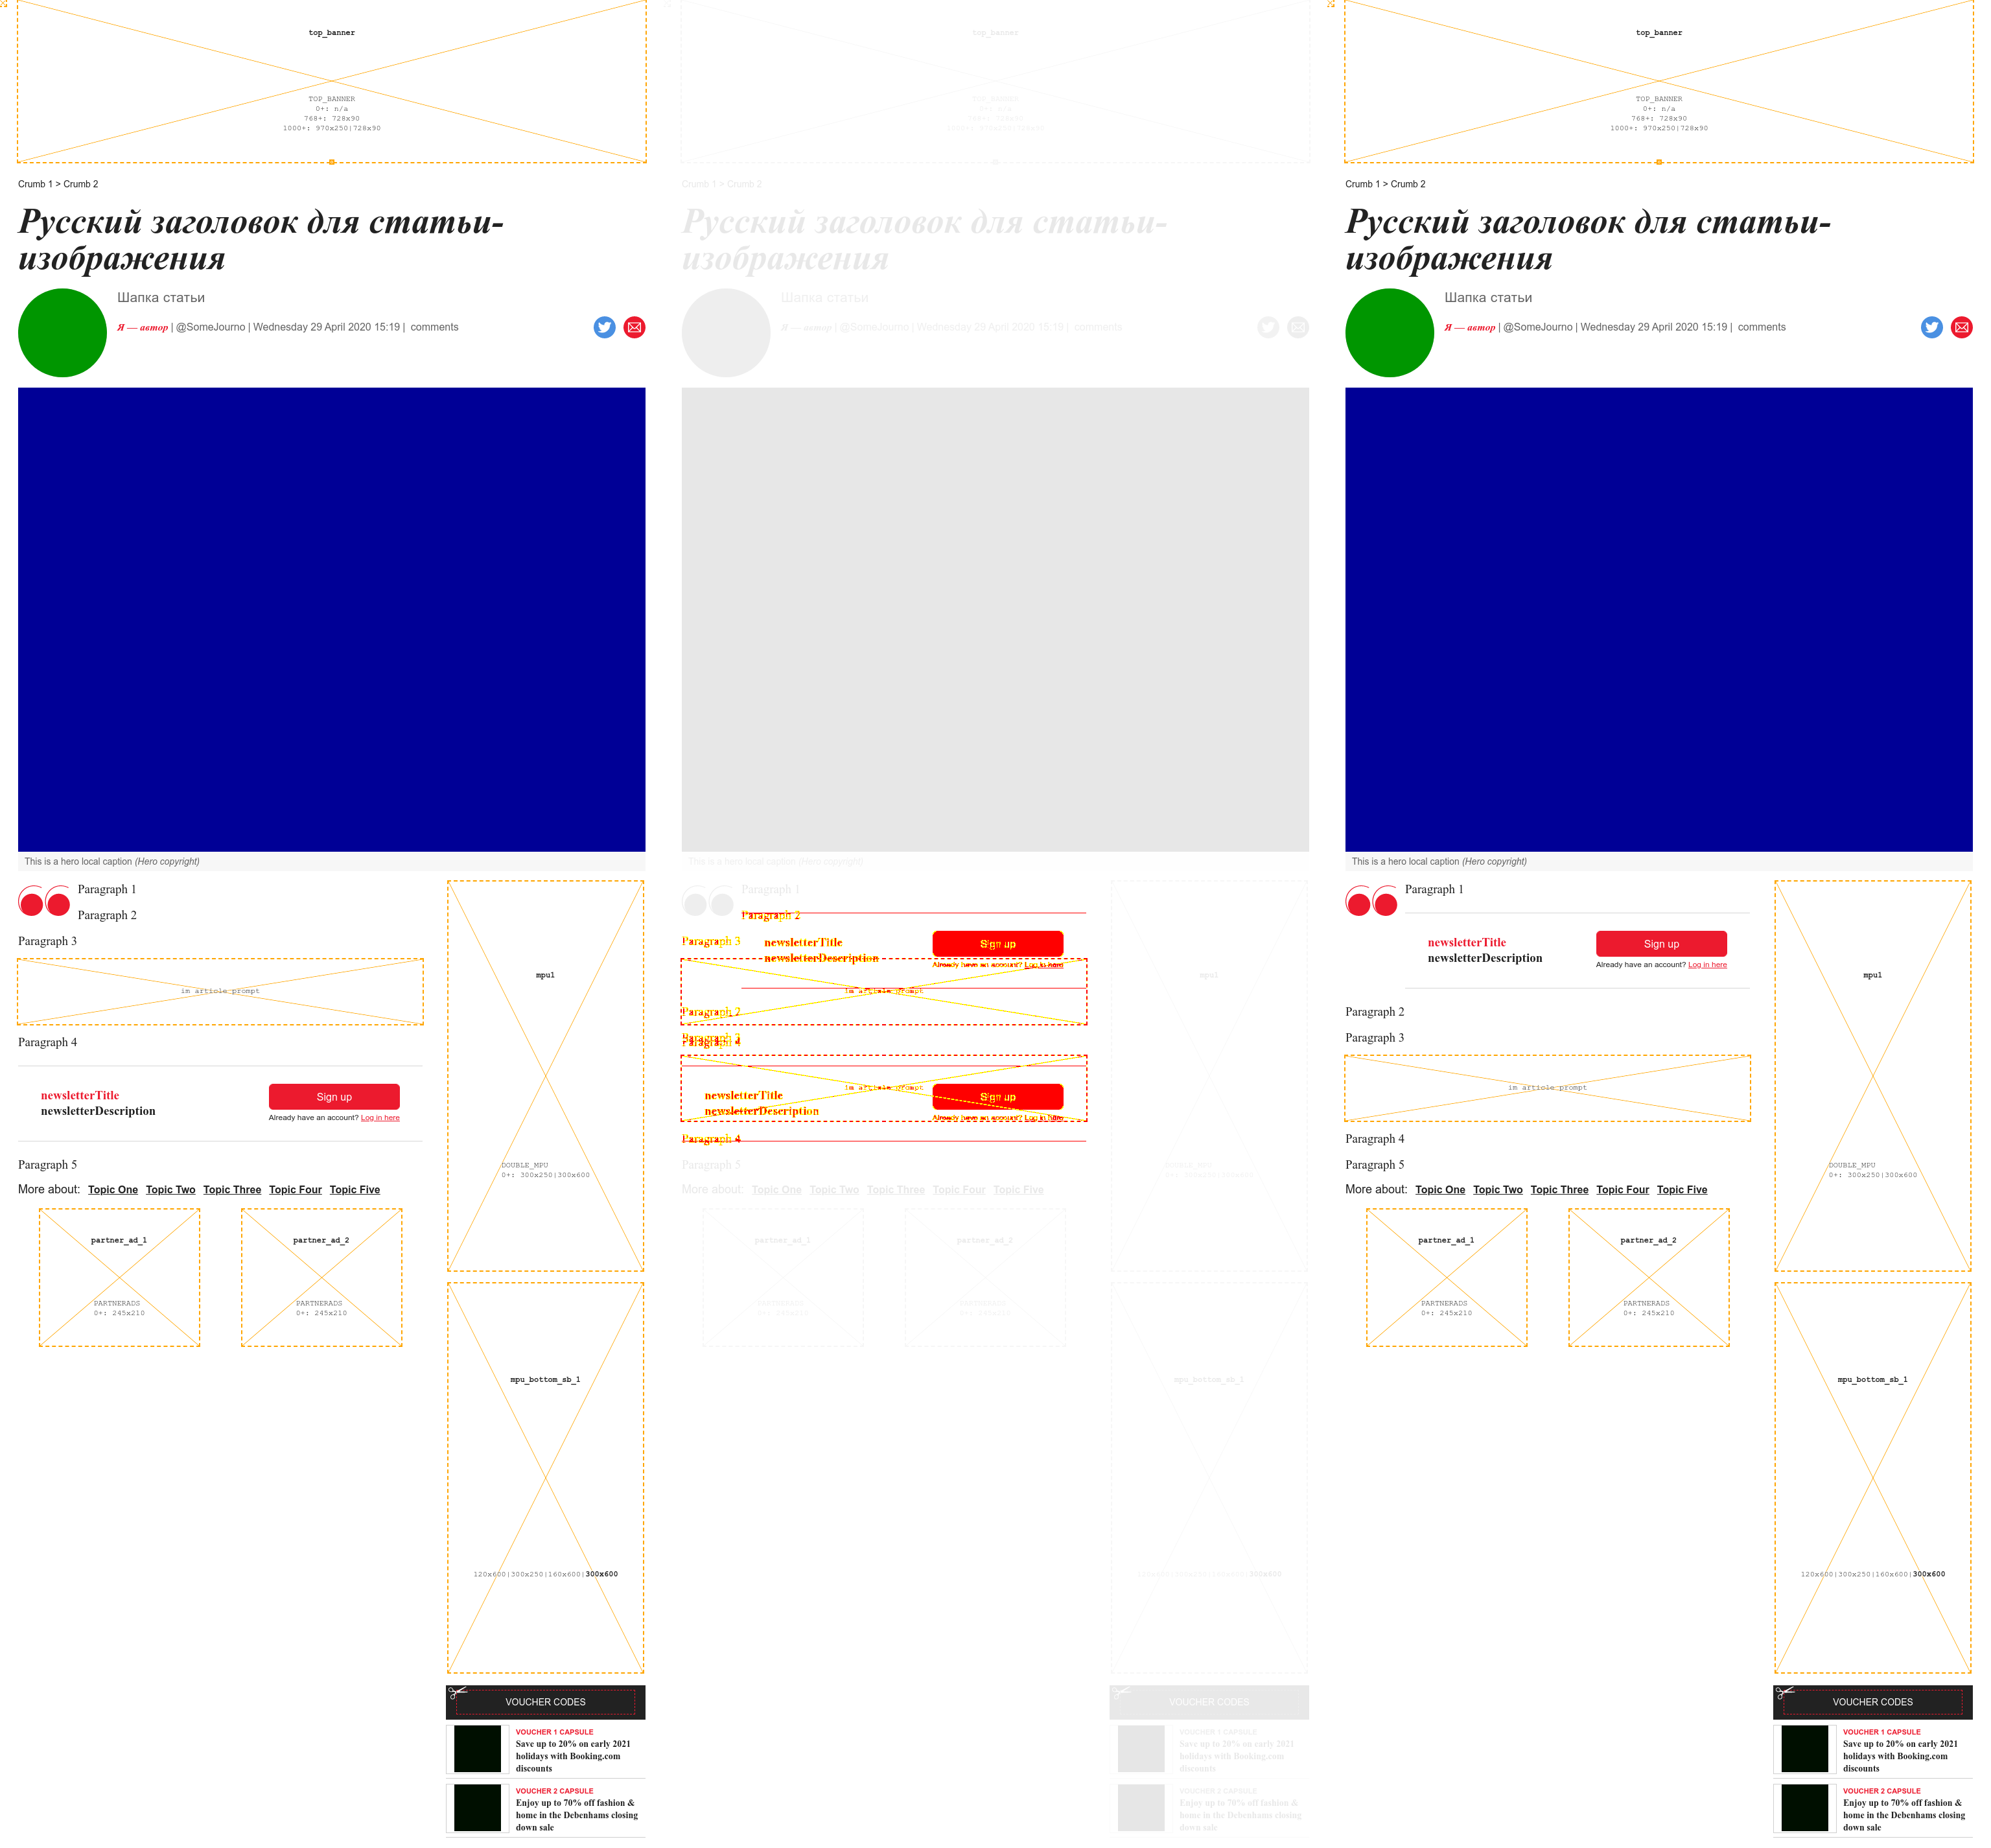 top_banner
TOP_BANNER
0+: n/a
768+: 728x90
1000+: 970x250|728x90
Crumb 1 > Crumb 2
Русский заголовок для статьи-
изображения
Шапка статьи
Я — автор | @SomeJourno | Wednesday 29 April 2020 15:19 | comments
This is a hero local caption (Hero copyright)
Paragraph 1
Paragraph 2
Paragraph 3
im article prompt
Paragraph 4
newsletterTitle
newsletterDescription
Sign up
Already have an account? Log in here
Paragraph 5
More about: Topic One Topic Two Topic Three Topic Four Topic Five
partner_ad_1
PARTNERADS
0+: 245x210
partner_ad_2
PARTNERADS
0+: 245x210
mpu1
DOUBLE_MPU
0+: 300x250|300x600
mpu_bottom_sb_1
120x600|300x250|160x600|300x600
VOUCHER CODES
VOUCHER 1 CAPSULE
Save up to 20% on early 2021
holidays with Booking.com
discounts
VOUCHER 2 CAPSULE
Enjoy up to 70% off fashion &
home in the Debenhams closing
down sale
top_banner
TOP_BANNER
0+: n/a
768+: 728x90
1000+: 970x250|728x90
Crumb 1 > Crumb 2
Русский заголовок для статьи-
изображения
Шапка статьи
Я — автор | @SomeJourno | Wednesday 29 April 2020 15:19 | comments
This is a hero local caption (Hero copyright)
Paragraph 1
Paragraph 2
Paragraph 3
newsletterTitle
newsletterDescription
Sign up
Already have an account? Log in here
im article prompt
Paragraph 2
Paragraph 3
Paragraph 4
im article prompt
newsletterTitle
newsletterDescription
Sign up
Already have an account? Log in here
Paragraph 4
Paragraph 5
More about: Topic One Topic Two Topic Three Topic Four Topic Five
partner_ad_1
PARTNERADS
0+: 245x210
partner_ad_2
PARTNERADS
0+: 245x210
mpu1
DOUBLE_MPU
0+: 300x250|300x600
mpu_bottom_sb_1
120x600|300x250|160x600|300x600
VOUCHER CODES
VOUCHER 1 CAPSULE
Save up to 20% on early 2021
holidays with Booking.com
discounts
VOUCHER 2 CAPSULE
Enjoy up to 70% off fashion &
home in the Debenhams closing
down sale
top_banner
TOP_BANNER
0+: n/a
768+: 728x90
1000+: 970x250|728x90
Crumb 1 > Crumb 2
Русский заголовок для статьи-
изображения
Шапка статьи
Я — автор | @SomeJourno | Wednesday 29 April 2020 15:19 | comments
This is a hero local caption (Hero copyright)
Paragraph 1
newsletterTitle
newsletterDescription
Sign up
Already have an account? Log in here
Paragraph 2
Paragraph 3
im article prompt
Paragraph 4
Paragraph 5
More about: Topic One Topic Two Topic Three Topic Four Topic Five
partner_ad_1
PARTNERADS
0+: 245x210
partner_ad_2
PARTNERADS
0+: 245x210
mpu1
DOUBLE_MPU
0+: 300x250|300x600
mpu_bottom_sb_1
120x600|300x250|160x600|300x600
VOUCHER CODES
VOUCHER 1 CAPSULE
Save up to 20% on early 2021
holidays with Booking.com
discounts
VOUCHER 2 CAPSULE
Enjoy up to 70% off fashion &
home in the Debenhams closing
down sale